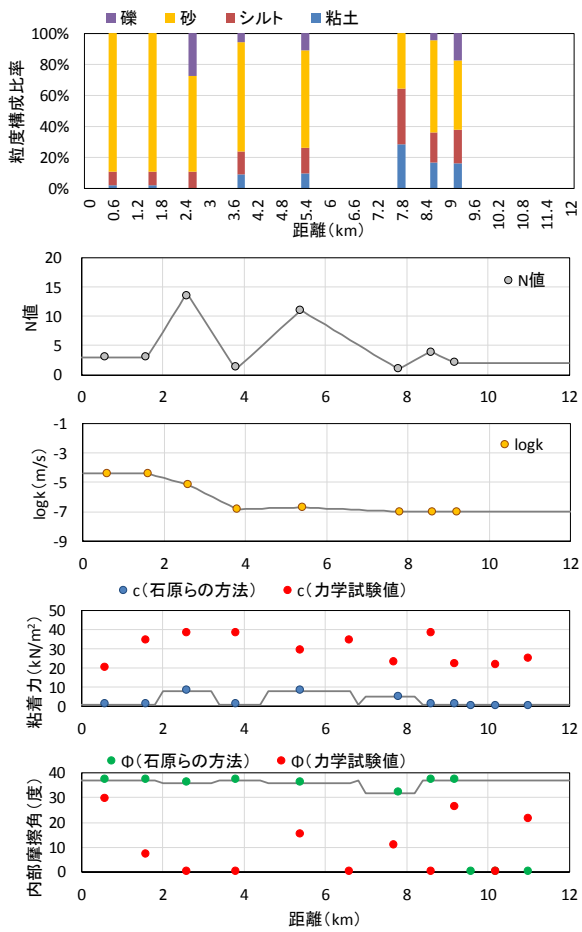 礫 砂 シルト 粘土
粒度構成比率
100%
80%
60%
40%
20%
0%
0 0.6 1.2 1.8 2.4 3 3.6 4.2 4.8 5.4 6 6.6 7.2 7.8 8.4 9 9.6 10.2 10.8 11.4 12
距離(km)
N値
20
15
10
5
0
N値
0 2 4 6 8 10 12
logk(m/s)
-1
-3
-5
-7
-9
logk
0 2 4 6 8 10 12
c(石原らの方法) c(力学試験値)
粘着力(kN/m²)
50
40
30
20
10
0
0 2 4 6 8 10 12
Φ(石原らの方法) Φ(力学試験値)
内部摩擦角(度)
40
30
20
10
0
0 2 4 6 8 10 12
距離(km)